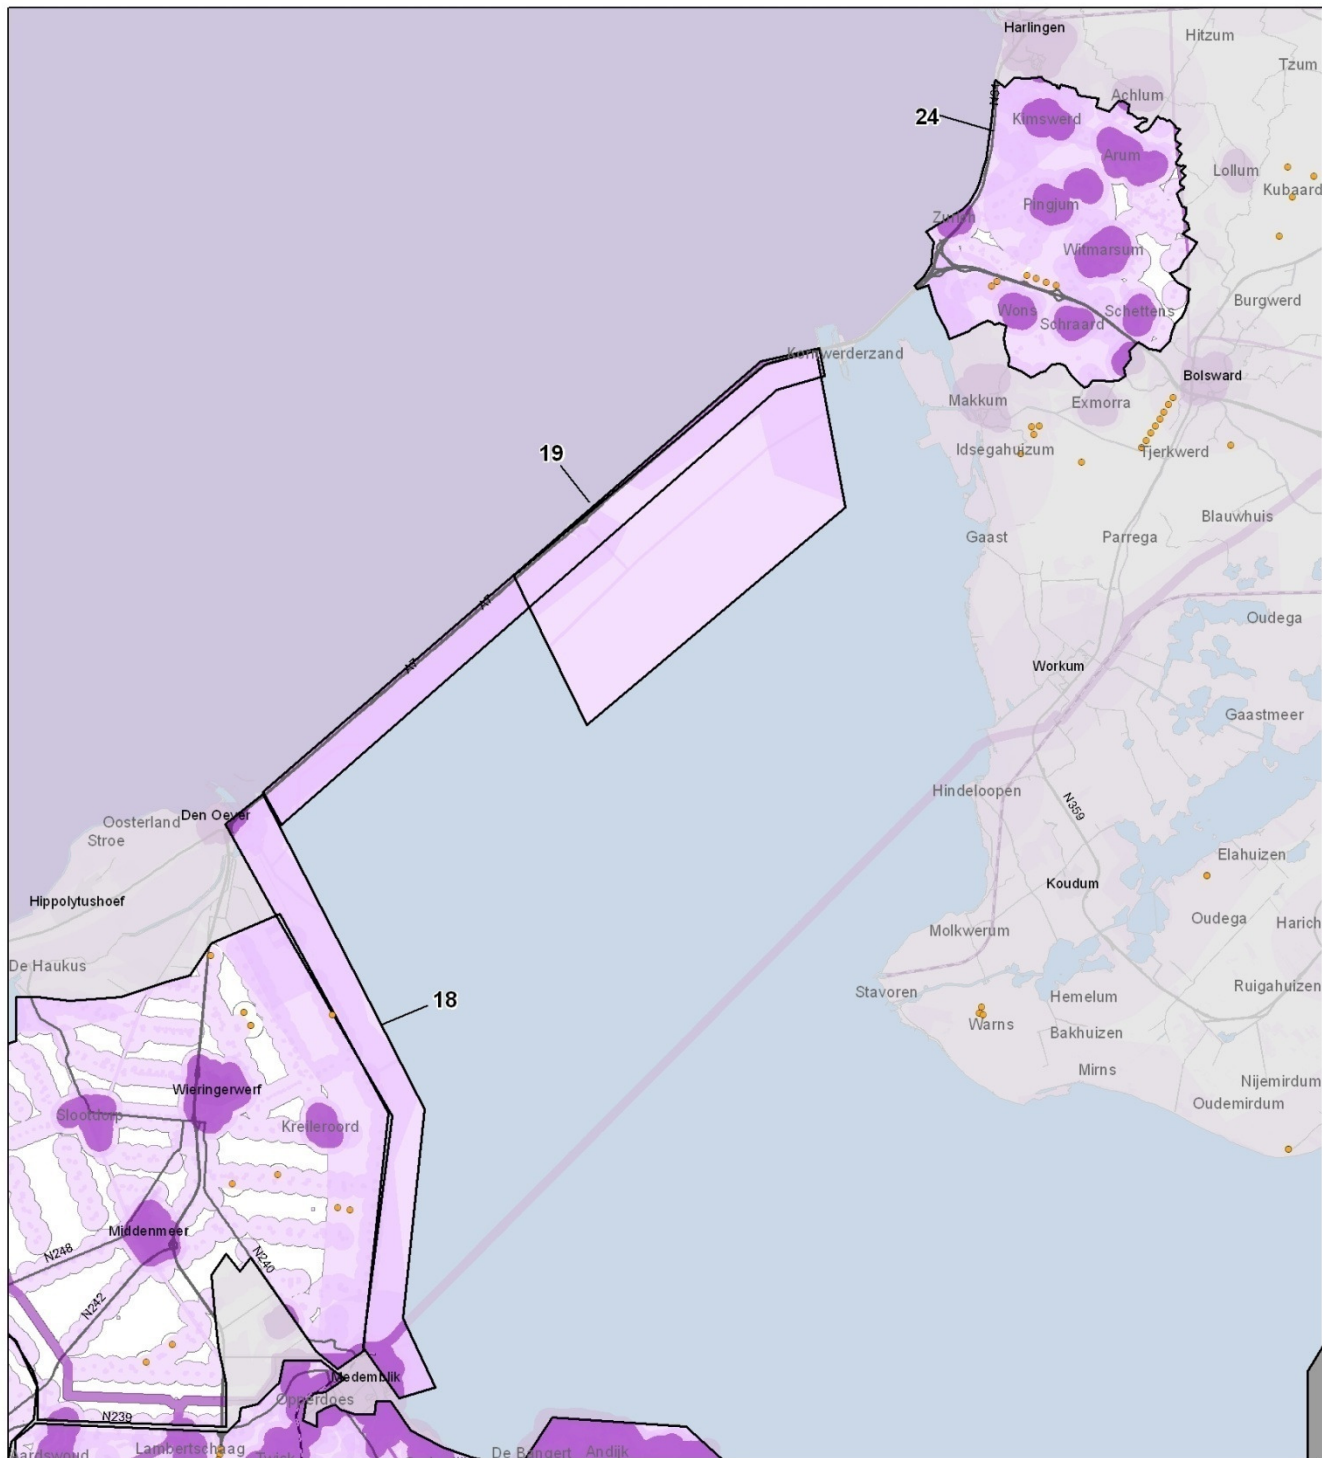 Harlingen
Hitzum
Tzum
N31
Achlum
24
Kimswerd
Arum
Lollum
Kubaard
Pingjum
Zurich
Witmarsum
Burgwerd
Wons
Schraard
Schettens
Kornwerderzand
Bolsward
Makkum
Exmorra
19
Idsegahuizum
Tjerkwerd
Blauwhuis
Gaast
Parrega
A7
Oudega
A7
Workum
Gaastmeer
Hindeloopen
N359
Den Oever
Oosterland
Stroe
Elahuizen
Koudum
Hippolytushoef
Oudega
Harich
Molkwerum
De Haukus
Stavoren
Ruigahuizen
18
Hemelum
Warns
Bakhuizen
Mirns
Nijemirdum
Wieringerwerf
Oudemirdum
Slootdorp
Kreileroord
Middenmeer
N248
N240
N242
Medemblik
Opperdoes
N239
Lambertschaag
De Bangert
Andijk